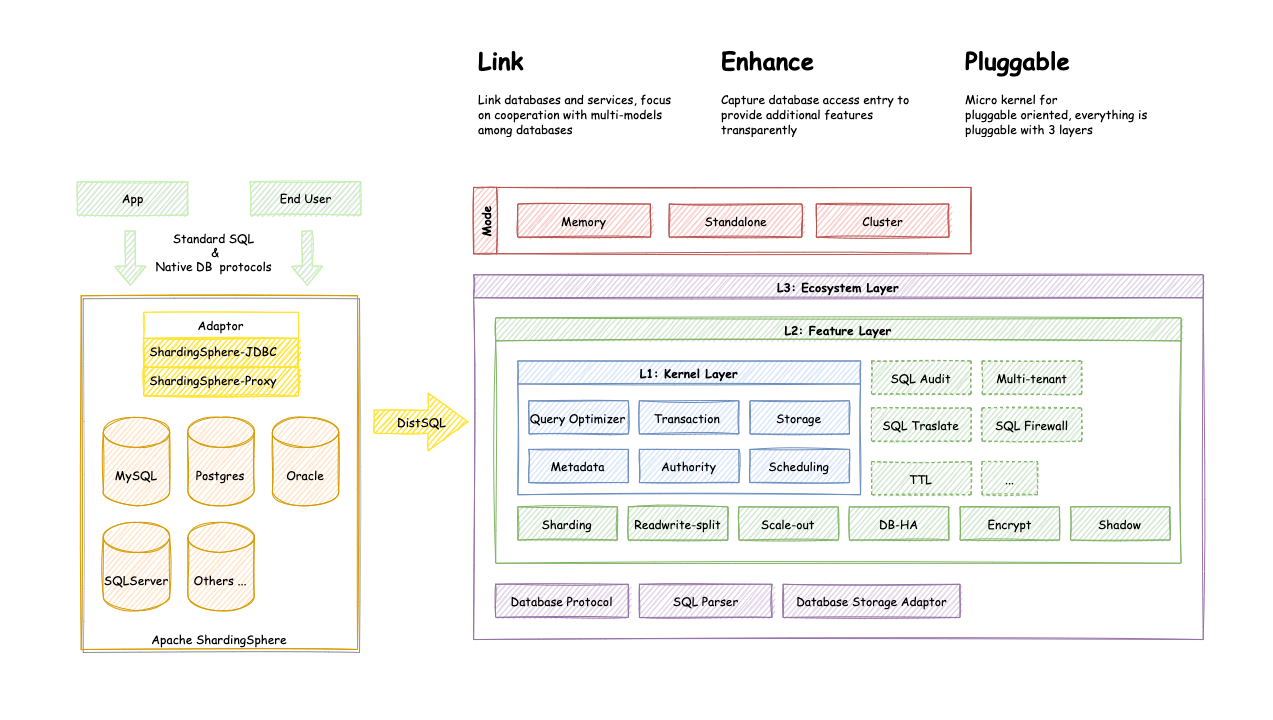 Link
Link databases and services, focus
on cooperation with multi-models
among databases
Enhance
Capture database access entry to
provide additional features
transparently
Pluggable
Micro kernel for
pluggable oriented, everything is
pluggable with 3 layers
App
End User
Standard SQL
&
Native DB protocols
Adaptor
ShardingSphere-JDBC
ShardingSphere-Proxy
MySQL
Postgres
Oracle
SQLServer
Others ...
Apache ShardingSphere
DistSQL
Mode
Memory
Standalone
Cluster
L3: Ecosystem Layer
L2: Feature Layer
L1: Kernel Layer
Query Optimizer
Transaction
Storage
Metadata
Authority
Scheduling
SQL Audit
Multi-tenant
SQL Traslate
SQL Firewall
TTL
...
Sharding
Readwrite-split
Scale-out
DB-HA
Encrypt
Shadow
Database Protocol
SQL Parser
Database Storage Adaptor